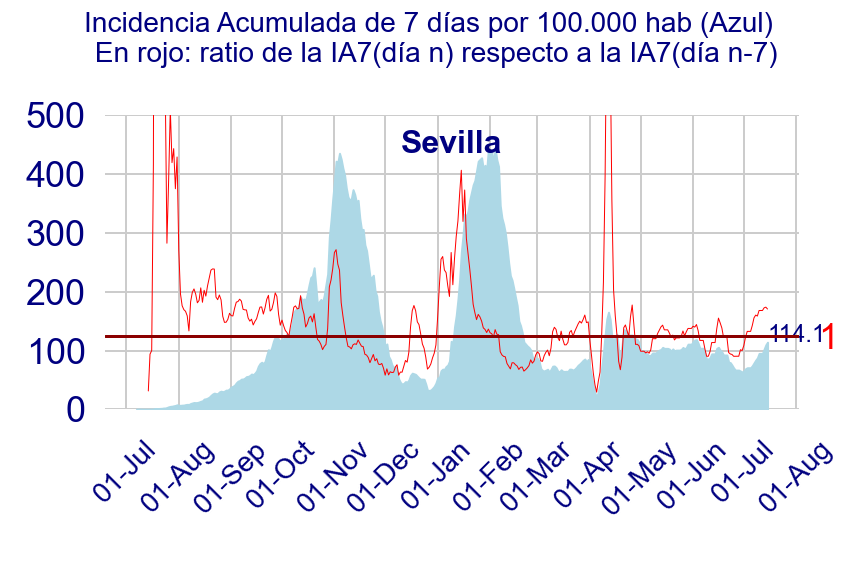 Incidencia Acumulada de 7 días por 100.000 hab (Azul)
En rojo: ratio de la IA7(día n) respecto a la IA7(día n-7)
500
Sevilla
400
300
200
114.1
1
100
0
01-Jul
01-Aug
01-Sep
01-Oct
01-Nov
01-Dec
01-Jan
01-Feb
01-Mar
01-Apr
01-May
01-Jun
01-Jul
01-Aug